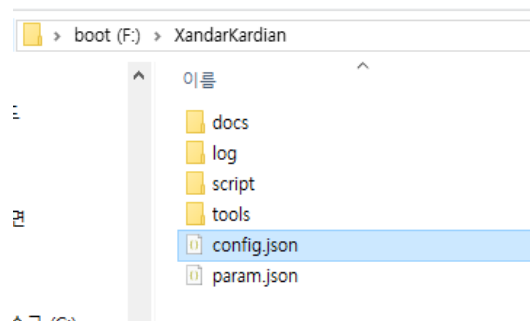 boot (F:) > XandarKardian
이름
docs
log
script
tools
config.json
param.json